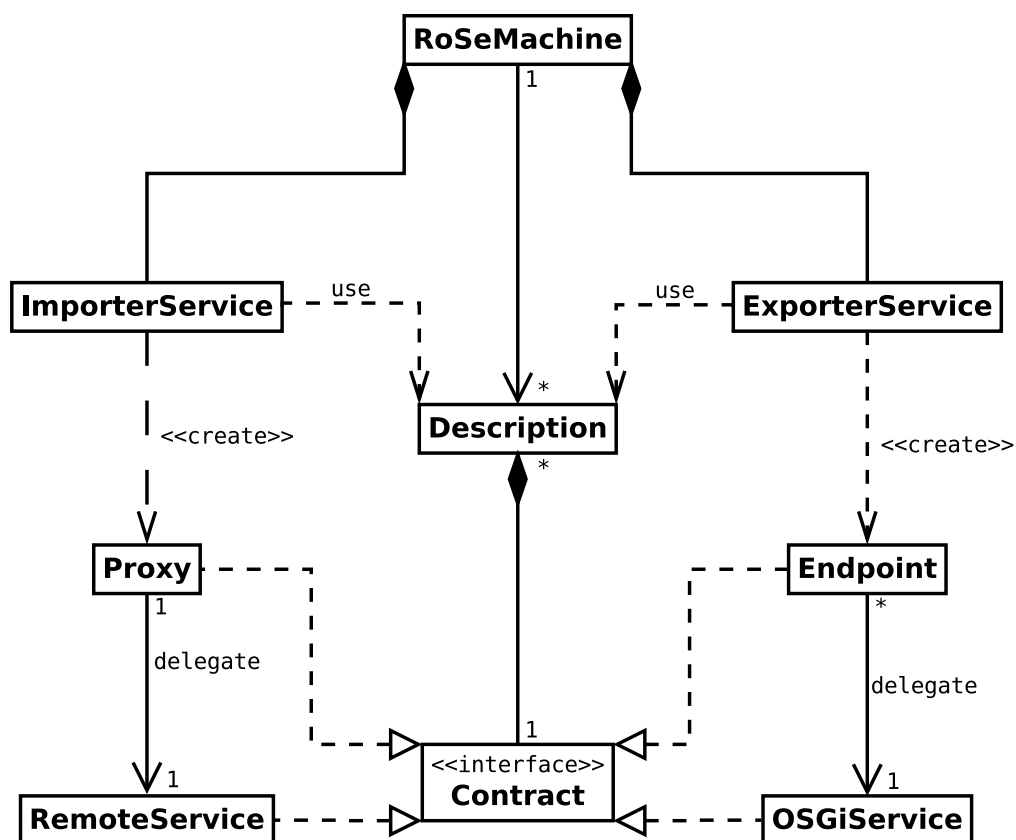 RoSeMachine
1
ImporterService
use
use
ExporterService
*
Description
*
<<create>>
<<create>>
Proxy
Endpoint
1
*
delegate
delegate
1
<<interface>>
Contract
1
1
RemoteService
OSGiService